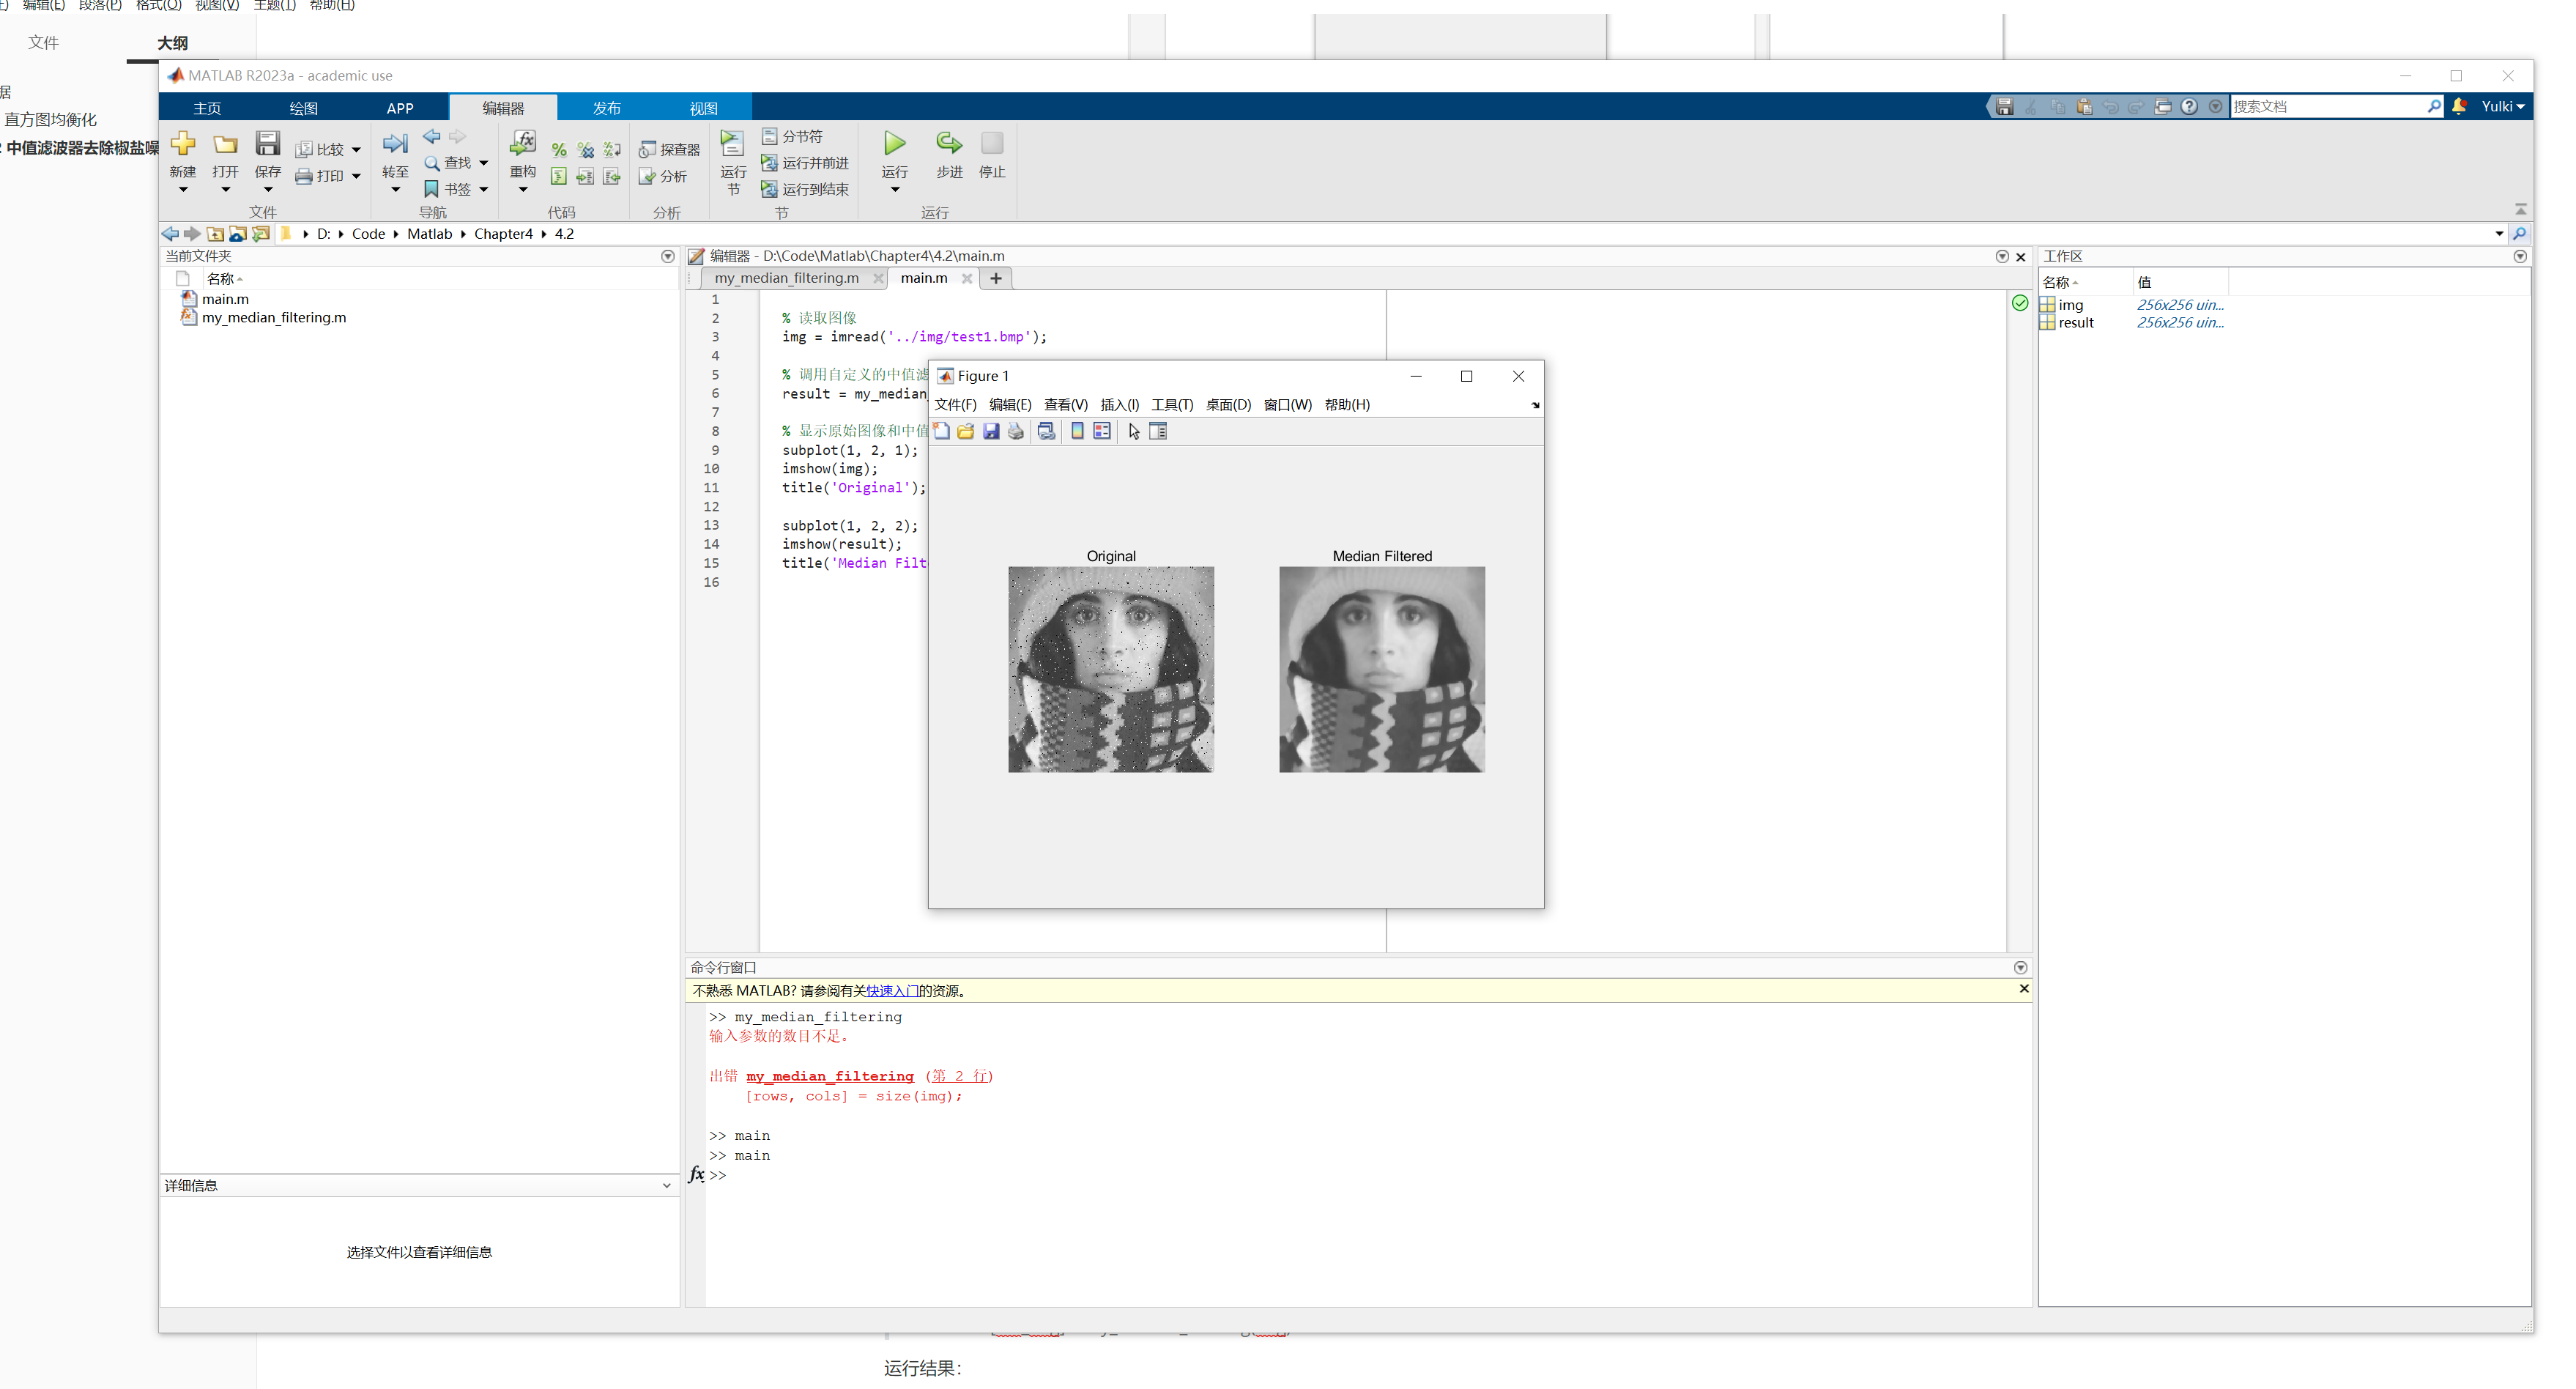 编辑(E) 段落(P) 格式(O) 视图(V) 主题(T) 帮助(H)
文件 大纲
据
直方图均衡化
中值滤波器去除椒盐噪
MATLAB R2023a - academic use
主页 绘图 APP 编辑器 发布 视图
搜索文档
Yulki
新建 打开 保存 比较 打印
文件
转至 查找 书签
导航
重构
代码
探查器
分析
分析
运行节
分节符
运行并前进
运行到结束
节
运行 步进 停止
运行
D: Code Matlab Chapter4 4.2
当前文件夹
名称
main.m
my_median_filtering.m
详细信息
选择文件以查看详细信息
编辑器 - D:\Code\Matlab\Chapter4\4.2\main.m
my_median_filtering.m main.m
1
2 % 读取图像
3 img = imread('../img/test1.bmp');
4
5 % 调用自定义的中值滤
6 result = my_median_
7
8 % 显示原始图像和中值
9 subplot(1, 2, 1);
10 imshow(img);
11 title('Original');
12
13 subplot(1, 2, 2);
14 imshow(result);
15 title('Median Filt
16
Figure 1
文件(F) 编辑(E) 查看(V) 插入(I) 工具(T) 桌面(D) 窗口(W) 帮助(H)
Original Median Filtered
命令行窗口
不熟悉 MATLAB? 请参阅有关快速入门的资源。
>> my_median_filtering
输入参数的数目不足。
出错 my_median_filtering (第 2 行)
[rows, cols] = size(img);
>> main
>> main
fx >>
工作区
名称 值
img 256x256 uin...
result 256x256 uin...
运行结果：